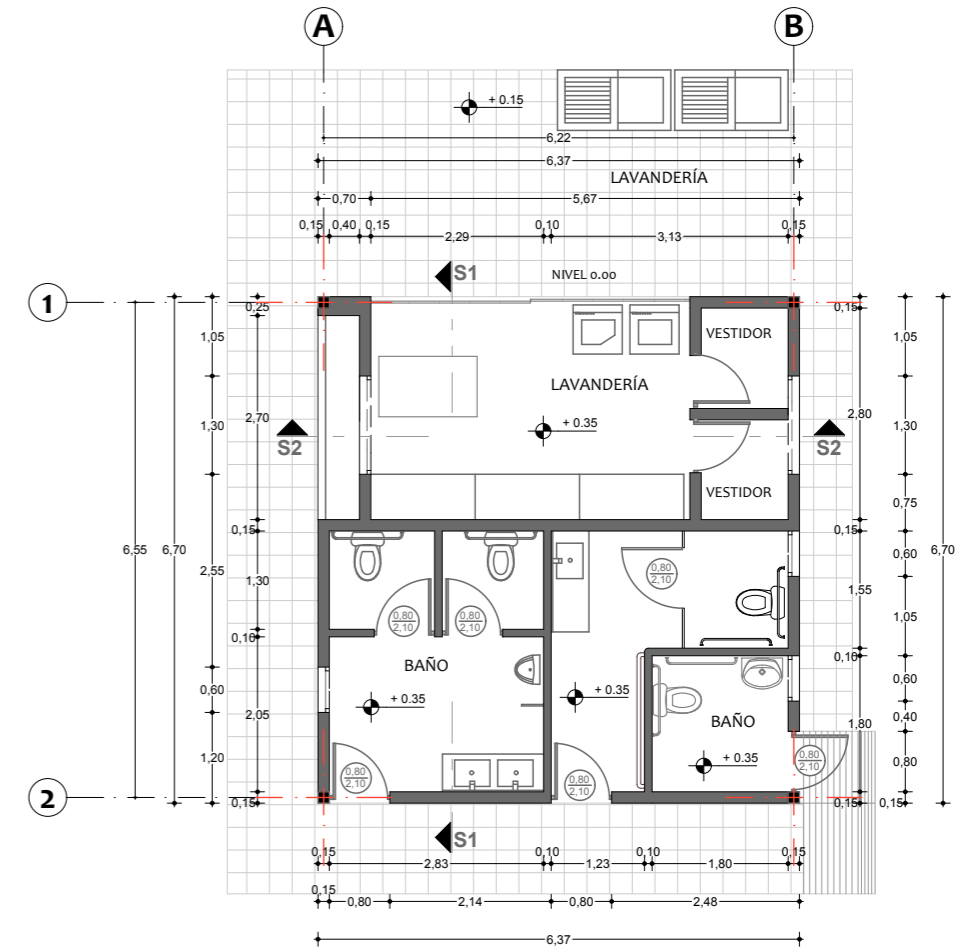 A B
+ 0.15
6,22
6,37
LAVANDERÍA
0,70 5,67
0,15 0,40 0,15 0,10 0,15
2,29 3,13
S1
NIVEL 0.00
1
0,25 0,15
VESTIDOR
1,05 1,05
LAVANDERÍA
2,70 2,80
+ 0.35
1,30 1,30
S2 S2
VESTIDOR
0,75
0,15 0,15
6,55 6,70 6,70
2,55 0,60
0,80
2,10
1,30 1,55
0,80 0,80
2,10 2,10
1,05
0,10
BAÑO
0,10
0,60 + 0.35 0,60
+ 0.35
2,05 BAÑO 1,80
0,40
1,20 + 0.35 0,80
0,80 0,80 0,80
2,10 2,10 2,10
2
0,15 0,15 0,15
S1
0,15 0,10 0,10 0,15
2,83 1,23 1,80
0,15
0,80 2,14 0,80 2,48
6,37